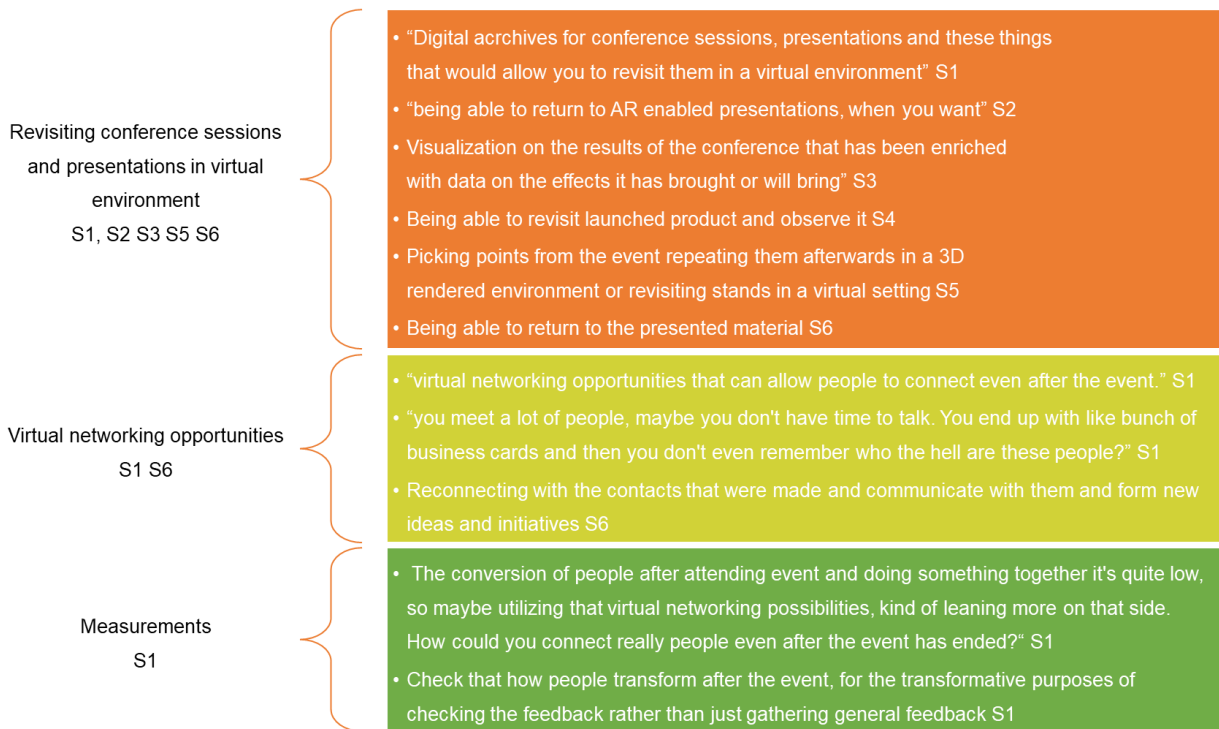 Revisiting conference sessions
and presentations in virtual
environment
S1, S2 S3 S5 S6
• “Digital acrchives for conference sessions, presentations and these things
that would allow you to revisit them in a virtual environment” S1
• “being able to return to AR enabled presentations, when you want” S2
• Visualization on the results of the conference that has been enriched
with data on the effects it has brought or will bring” S3
• Being able to revisit launched product and observe it S4
• Picking points from the event repeating them afterwards in a 3D
rendered environment or revisiting stands in a virtual setting S5
• Being able to return to the presented material S6
Virtual networking opportunities
S1 S6
• “virtual networking opportunities that can allow people to connect even after the event.” S1
• “you meet a lot of people, maybe you don't have time to talk. You end up with like bunch of
business cards and then you don't even remember who the hell are these people?” S1
• Reconnecting with the contacts that were made and communicate with them and form new
ideas and initiatives S6
Measurements
S1
• The conversion of people after attending event and doing something together it's quite low,
so maybe utilizing that virtual networking possibilities, kind of leaning more on that side.
How could you connect really people even after the event has ended?“ S1
• Check that how people transform after the event, for the transformative purposes of
checking the feedback rather than just gathering general feedback S1